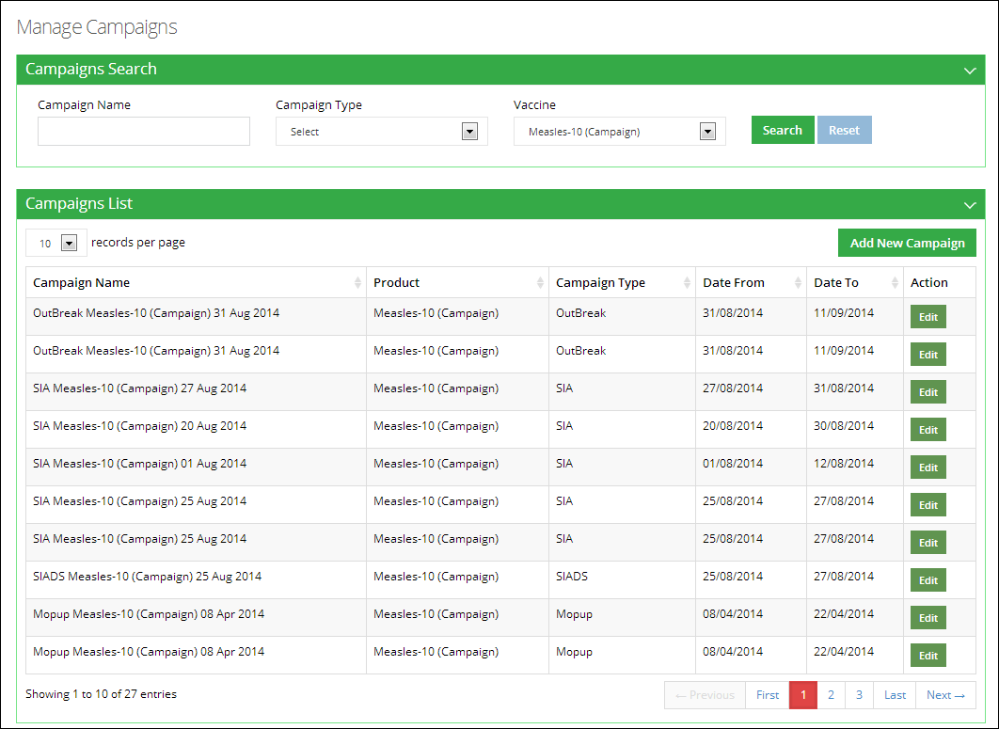 Manage Campaigns
Campaigns Search
Campaign Name Campaign Type Vaccine
Select Measles-10 (Campaign) Search Reset
Campaigns List
10 records per page Add New Campaign
Campaign Name Product Campaign Type Date From Date To Action
OutBreak Measles-10 (Campaign) 31 Aug 2014 Measles-10 (Campaign) OutBreak 31/08/2014 11/09/2014 Edit
OutBreak Measles-10 (Campaign) 31 Aug 2014 Measles-10 (Campaign) OutBreak 31/08/2014 11/09/2014 Edit
SIA Measles-10 (Campaign) 27 Aug 2014 Measles-10 (Campaign) SIA 27/08/2014 31/08/2014 Edit
SIA Measles-10 (Campaign) 20 Aug 2014 Measles-10 (Campaign) SIA 20/08/2014 30/08/2014 Edit
SIA Measles-10 (Campaign) 01 Aug 2014 Measles-10 (Campaign) SIA 01/08/2014 12/08/2014 Edit
SIA Measles-10 (Campaign) 25 Aug 2014 Measles-10 (Campaign) SIA 25/08/2014 27/08/2014 Edit
SIA Measles-10 (Campaign) 25 Aug 2014 Measles-10 (Campaign) SIA 25/08/2014 27/08/2014 Edit
SIADS Measles-10 (Campaign) 25 Aug 2014 Measles-10 (Campaign) SIADS 25/08/2014 27/08/2014 Edit
Mopup Measles-10 (Campaign) 08 Apr 2014 Measles-10 (Campaign) Mopup 08/04/2014 22/04/2014 Edit
Mopup Measles-10 (Campaign) 08 Apr 2014 Measles-10 (Campaign) Mopup 08/04/2014 22/04/2014 Edit
Showing 1 to 10 of 27 entries ← Previous First 1 2 3 Last Next →